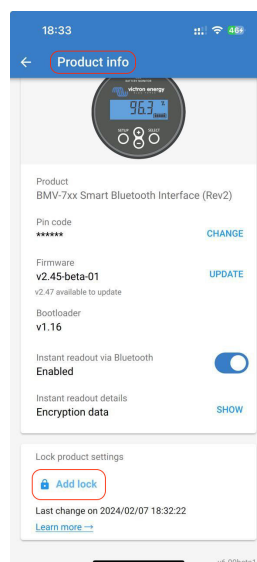 18:33
46
Product info
BATTERY MONITOR
victron energy
96.3 %
SETUP
SELECT
Product
BMV-7xx Smart Bluetooth Interface (Rev2)
Pin code
******
CHANGE
Firmware
v2.45-beta-01
UPDATE
v2.47 available to update
Bootloader
v1.16
Instant readout via Bluetooth
Enabled
Instant readout details
Encryption data
SHOW
Lock product settings
Add lock
Last change on 2024/02/07 18:32:22
Learn more →